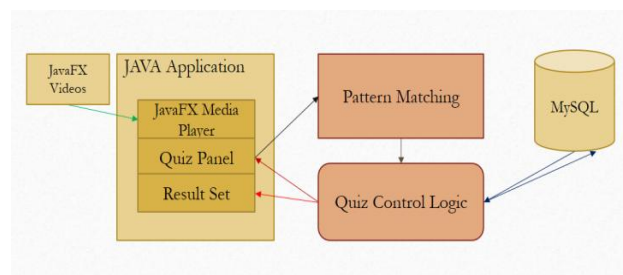 JavaFX
Videos
JAVA Application
JavaFX Media
Player
Quiz Panel
Result Set
Pattern Matching
Quiz Control Logic
MySQL